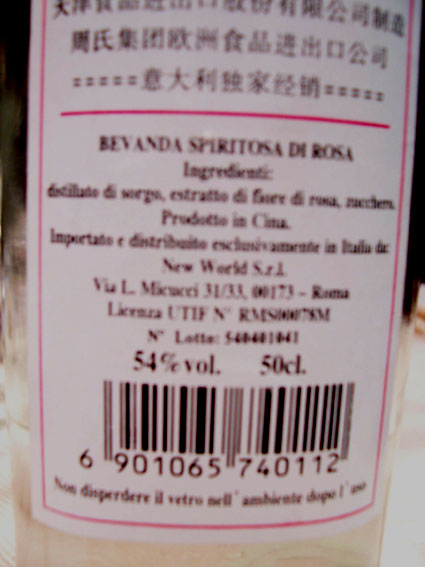 天津食品进出口股份有限公司制造
周氏集团欧洲食品进出口公司
=====意大利独家经销=====
BEVANDA SPIRITOSA DI ROSA
Ingredienti:
distillato di sorgo, estratto di fiore di rosa, zucchero.
Prodotto in Cina.
Importato e distribuito esclusivamente in Italia da:
New World S.r.l.
Via L. Micucci 31/33, 00173 – Roma
Licenza UTIF N° RMS00078M
N° Lotto: 540401041
54%vol. 50cl.
6 901065 740112
Non disperdere il vetro nell'ambiente dopo l'uso